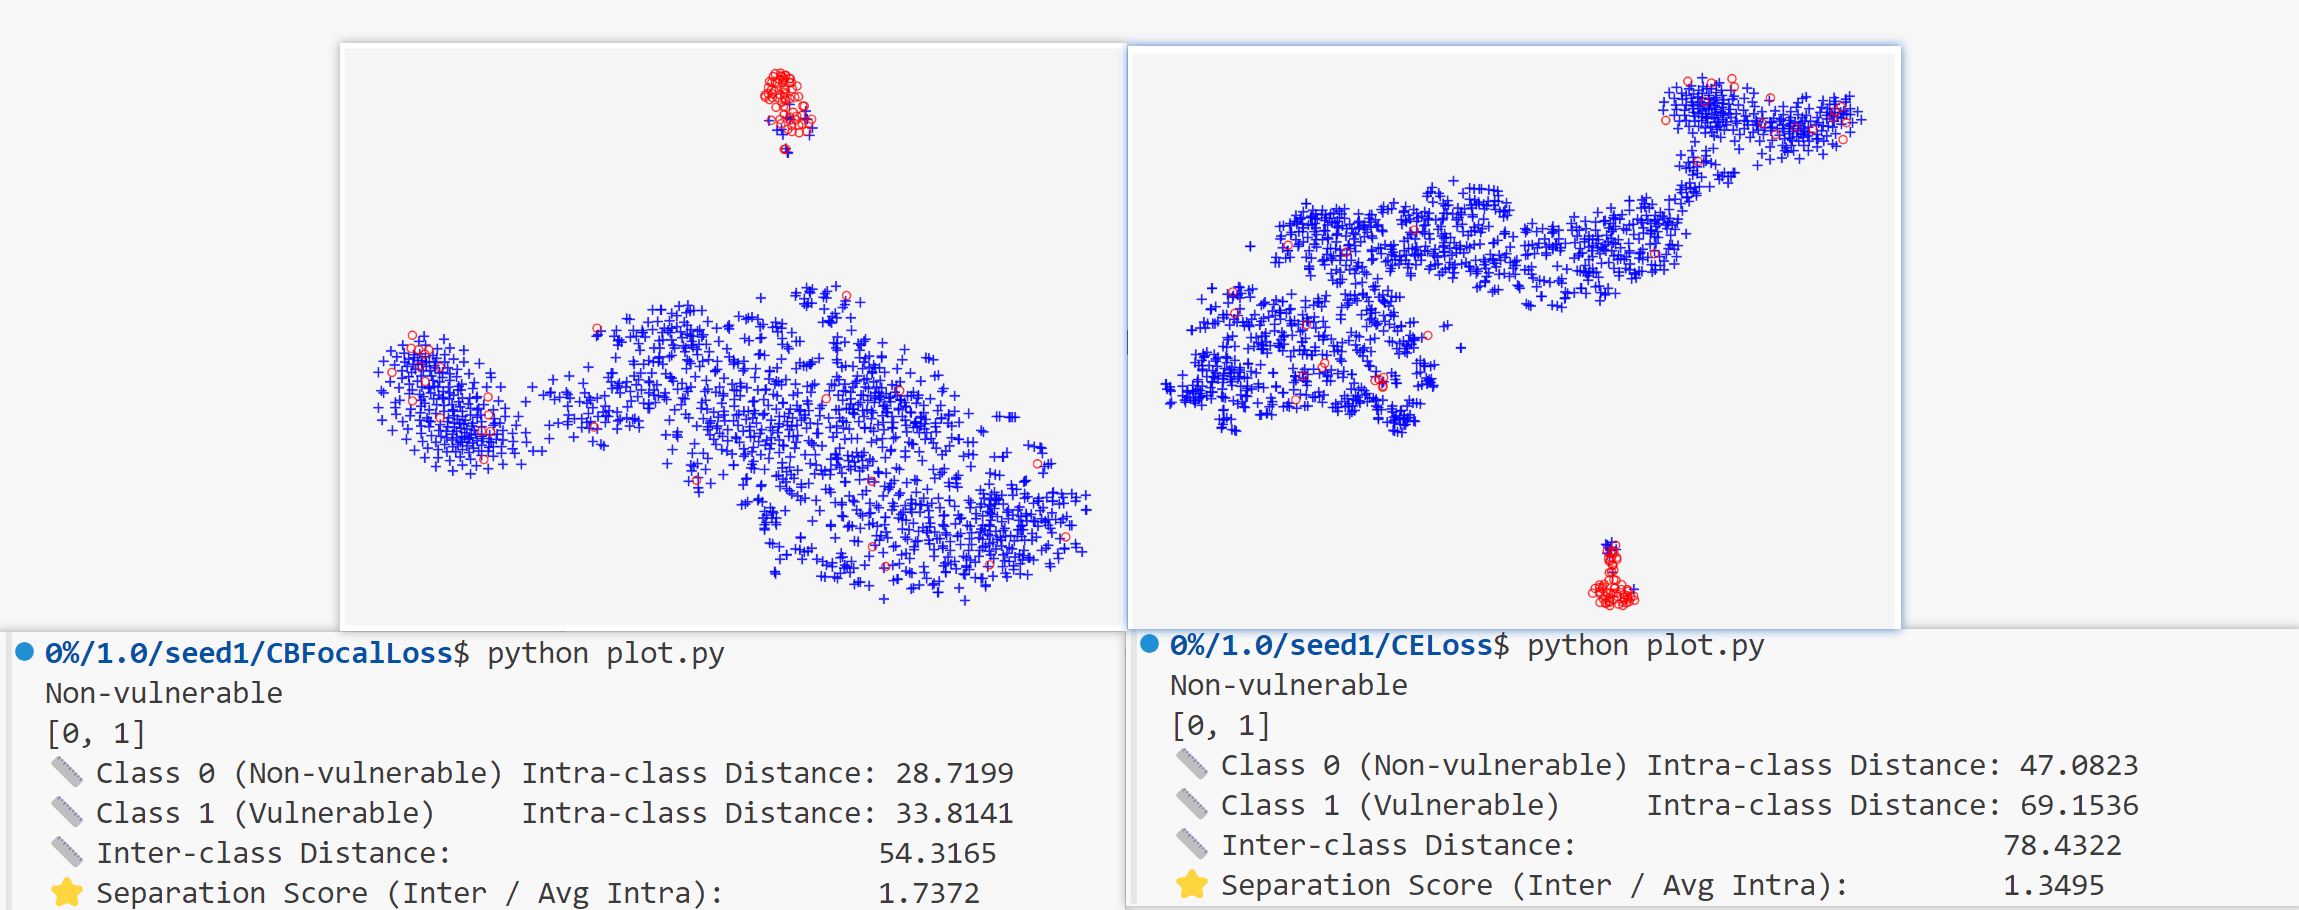 0%/1.0/seed1/CBFocalLoss$ python plot.py
Non-vulnerable
[0, 1]
Class 0 (Non-vulnerable) Intra-class Distance: 28.7199
Class 1 (Vulnerable) Intra-class Distance: 33.8141
Inter-class Distance: 54.3165
Separation Score (Inter / Avg Intra): 1.7372
0%/1.0/seed1/CELoss$ python plot.py
Non-vulnerable
[0, 1]
Class 0 (Non-vulnerable) Intra-class Distance: 47.0823
Class 1 (Vulnerable) Intra-class Distance: 69.1536
Inter-class Distance: 78.4322
Separation Score (Inter / Avg Intra): 1.3495